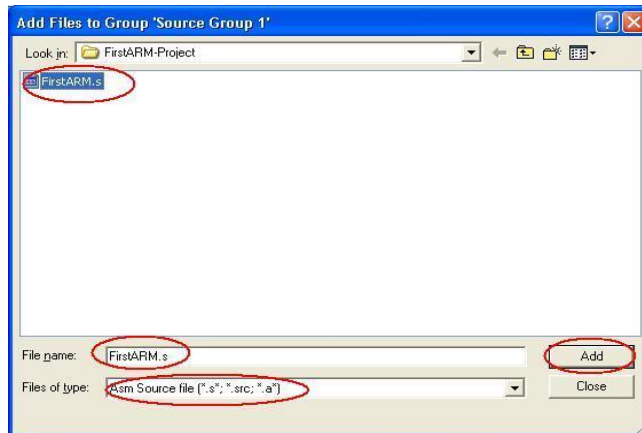 Add Files to Group 'Source Group 1'
Look in: FirstARM-Project
FirstARM.s
File name: FirstARM.s
Add
Files of type: Asm Source file (*.s*; *.src; *.a*)
Close